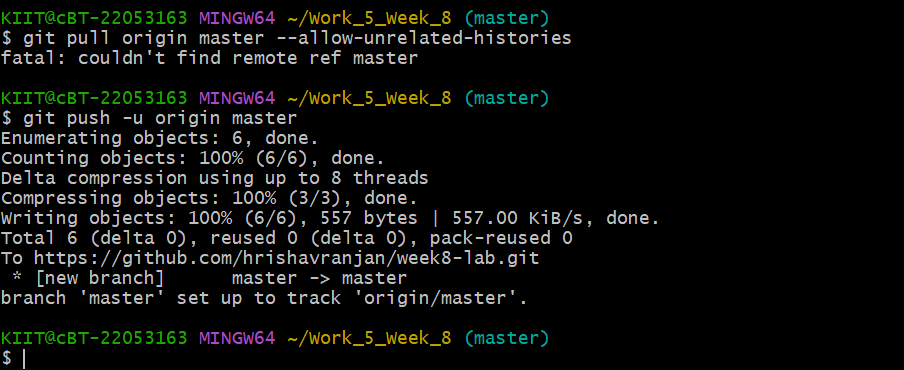 KIIT@cBT-22053163 MINGW64 ~/Work_5_Week_8 (master)
$ git pull origin master --allow-unrelated-histories
fatal: couldn't find remote ref master
KIIT@cBT-22053163 MINGW64 ~/Work_5_Week_8 (master)
$ git push -u origin master
Enumerating objects: 6, done.
Counting objects: 100% (6/6), done.
Delta compression using up to 8 threads
Compressing objects: 100% (3/3), done.
Writing objects: 100% (6/6), 557 bytes | 557.00 KiB/s, done.
Total 6 (delta 0), reused 0 (delta 0), pack-reused 0
To https://github.com/hrishavranjan/week8-lab.git
 * [new branch]      master -> master
branch 'master' set up to track 'origin/master'.
KIIT@cBT-22053163 MINGW64 ~/Work_5_Week_8 (master)
$